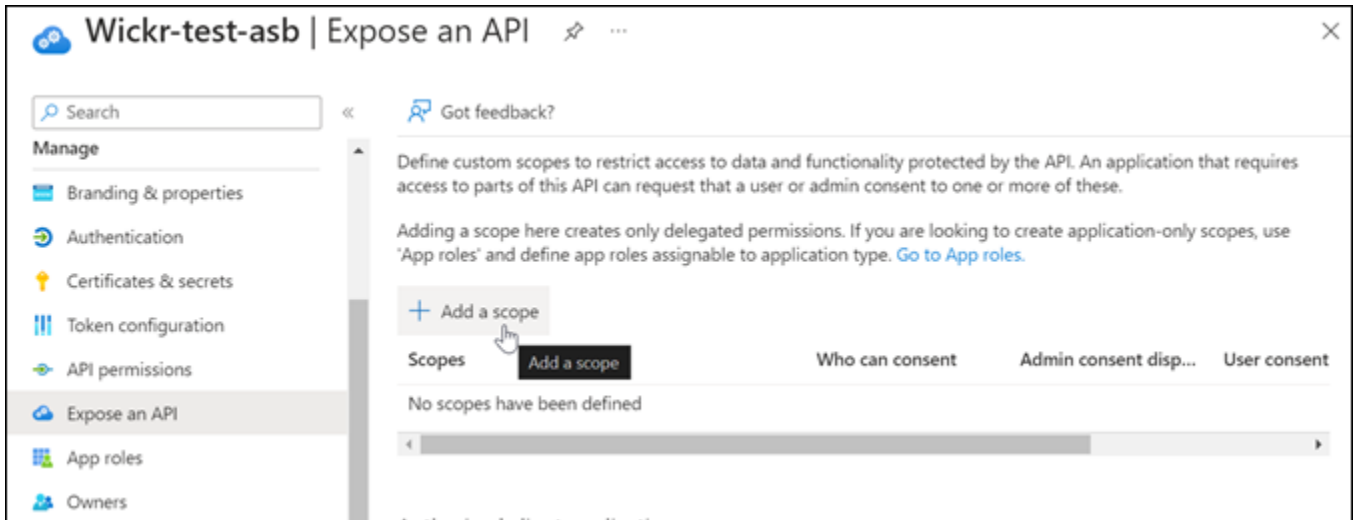 Wickr-test-asb | Expose an API
Search
Got feedback?
Manage
Branding & properties
Authentication
Certificates & secrets
Token configuration
API permissions
Expose an API
App roles
Owners
Define custom scopes to restrict access to data and functionality protected by the API. An application that requires
access to parts of this API can request that a user or admin consent to one or more of these.
Adding a scope here creates only delegated permissions. If you are looking to create application-only scopes, use
'App roles' and define app roles assignable to application type. Go to App roles.
+ Add a scope
Add a scope
Scopes Who can consent Admin consent disp... User consent
No scopes have been defined